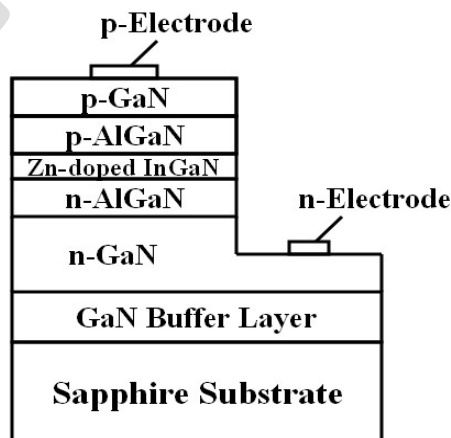 p-Electrode
p-GaN
p-AlGaN
Zn-doped InGaN
n-AlGaN
n-Electrode
n-GaN
GaN Buffer Layer
Sapphire Substrate